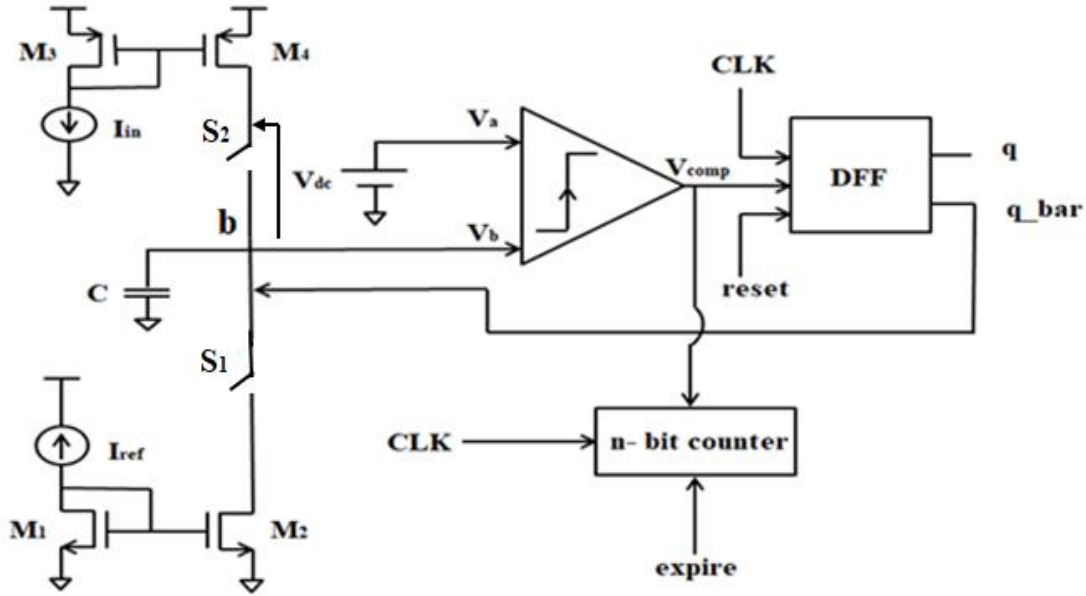 M3
M4
Iin
S2
b
C
S1
Iref
M1
M2
Vdc
Va
Vb
Vcomp
CLK
DFF
q
q_bar
reset
CLK
n- bit counter
expire